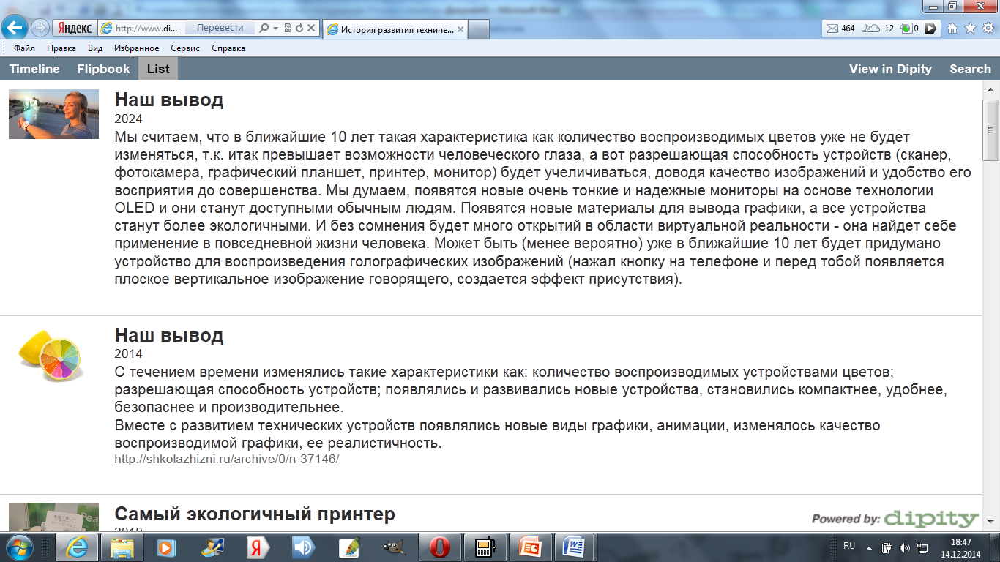 Яндекс http://www.di... Перевести История развития техниче... 464 -12 0
Файл Правка Вид Избранное Сервис Справка
Timeline Flipbook List View in Dipity Search
Наш вывод
2024
Мы считаем, что в ближайшие 10 лет такая характеристика как количество воспроизводимых цветов уже не будет
изменяться, т.к. итак превышает возможности человеческого глаза, а вот разрешающая способность устройств (сканер,
фотокамера, графический планшет, принтер, монитор) будет учеличиваться, доводя качество изображений и удобство его
восприятия до совершенства. Мы думаем, появятся новые очень тонкие и надежные мониторы на основе технологии
OLED и они станут доступными обычным людям. Появятся новые материалы для вывода графики, а все устройства
станут более экологичными. И без сомнения будет много открытий в области виртуальной реальности - она найдет себе
применение в повседневной жизни человека. Может быть (менее вероятно) уже в ближайшие 10 лет будет придумано
устройство для воспроизведения голографических изображений (нажал кнопку на телефоне и перед тобой появляется
плоское вертикальное изображение говорящего, создается эффект присутствия).
Наш вывод
2014
С течением времени изменялись такие характеристики как: количество воспроизводимых устройствами цветов;
разрешающая способность устройств; появлялись и развивались новые устройства, становились компактнее, удобнее,
безопаснее и производительнее.
Вместе с развитием технических устройств появлялись новые виды графики, анимации, изменялось качество
воспроизводимой графики, ее реалистичность.
http://shkolazhizni.ru/archive/0/n-37146/
Самый экологичный принтер
2010
Powered by: dipity
RU 18:47
14.12.2014